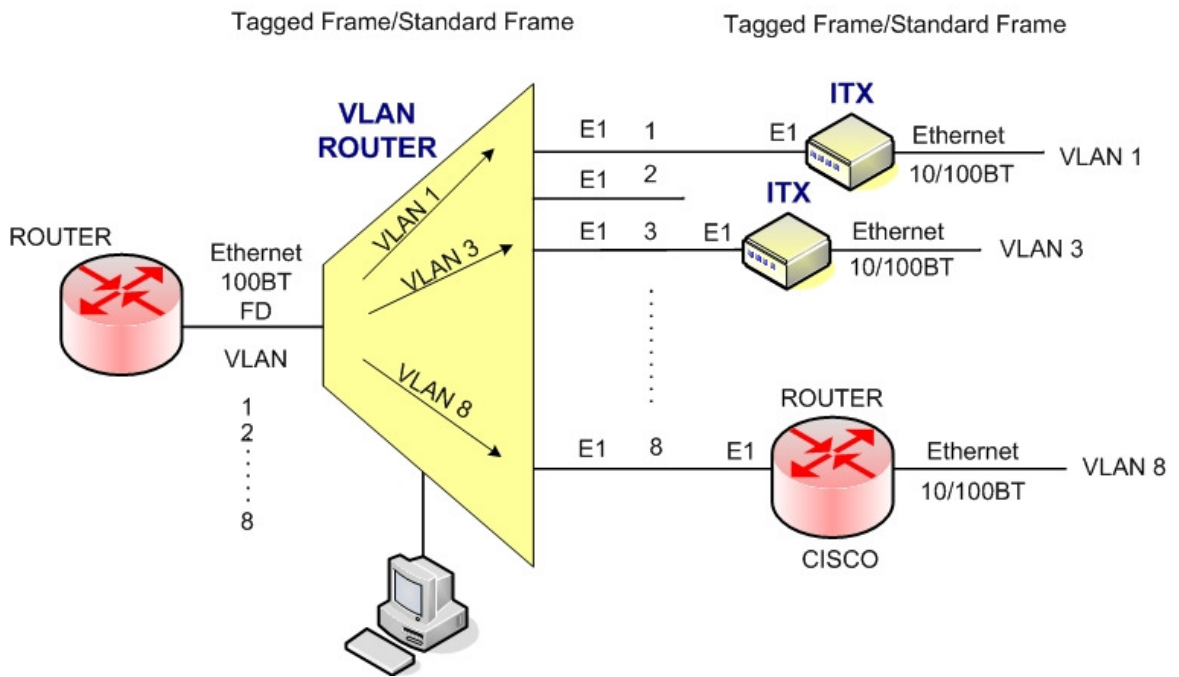 Tagged Frame/Standard Frame
Tagged Frame/Standard Frame
VLAN
ROUTER
ITX
E1 1 E1
Ethernet
10/100BT
VLAN 1
E1 2
ITX
E1 3 E1
Ethernet
10/100BT
VLAN 3
ROUTER
Ethernet
100BT
FD
VLAN
1
2
8
VLAN 1
VLAN 3
VLAN 8
ROUTER
E1 8 E1
Ethernet
10/100BT
VLAN 8
CISCO